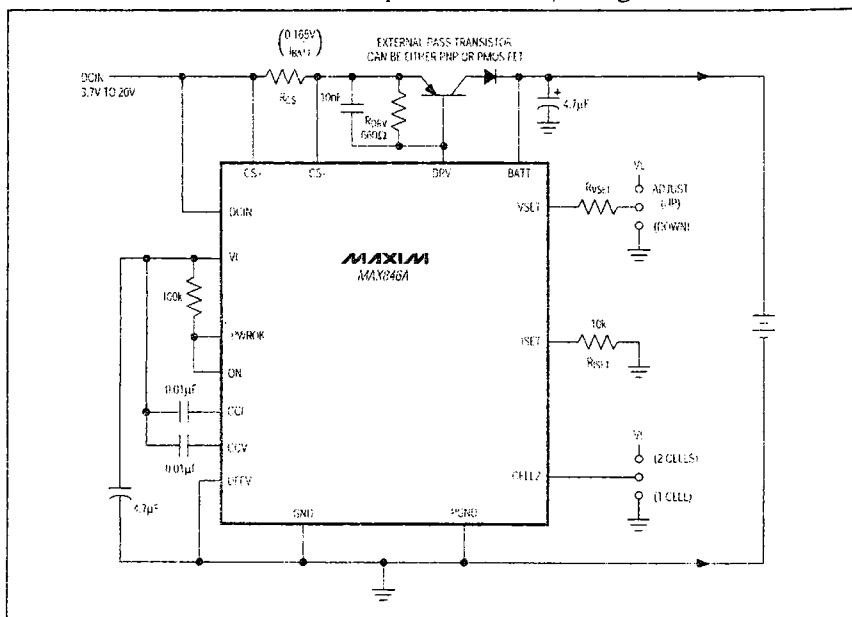 (0.165V
IBATT)
EXTERNAL PASS TRANSISTOR
CAN BE EITHER PNP OR PMOS FET
DCIN
3.7V TO 20V
RCS
10nF
RDRV
660Ω
+
4.7µF
CS+
CS-
DRV
BATT
VL
RVSET
ADJUST
(UP)
(DOWN)
VSET
DCIN
VL
MAXIM
MAX846A
100k
PWROK
ISET
10k
RISET
ON
0.01µF
CCI
CCV
0.01µF
VL
(2 CELLS)
CELL2
(1 CELL)
OFFV
4.7µF
GND
PGND